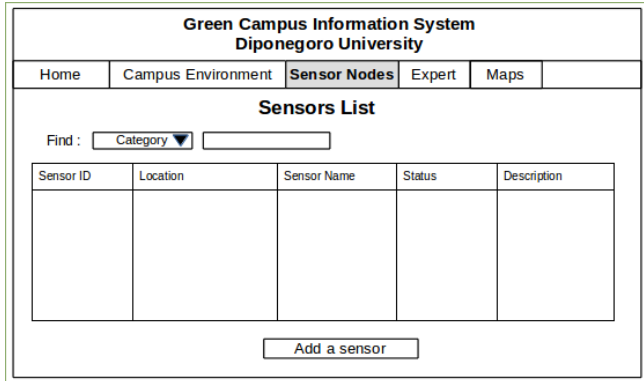 Green Campus Information System
Diponegoro University
Home Campus Environment Sensor Nodes Expert Maps
Sensors List
Find : Category
Sensor ID Location Sensor Name Status Description
Add a sensor